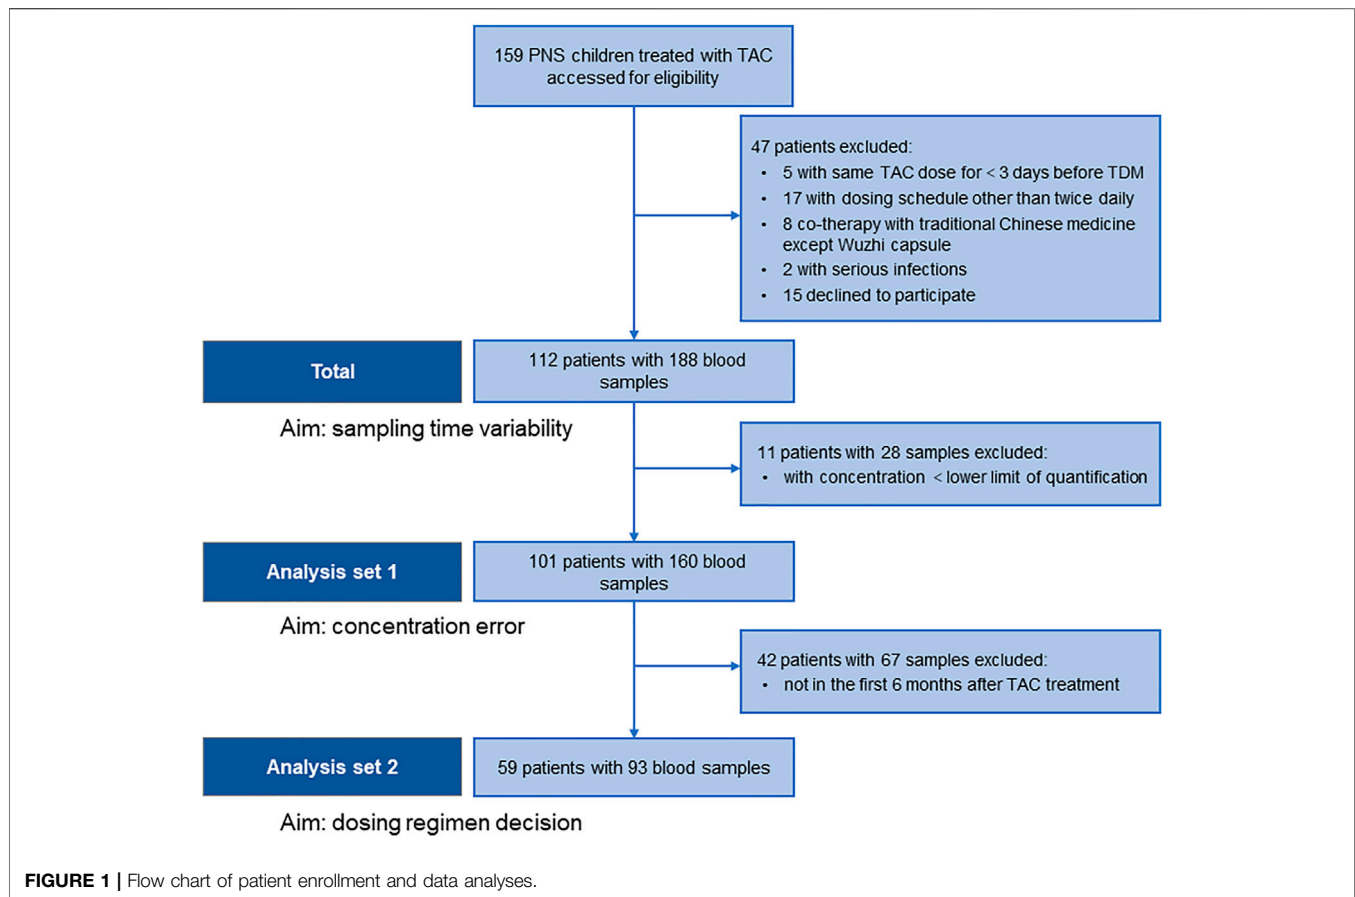 159 PNS children treated with TAC
accessed for eligibility
47 patients excluded:
• 5 with same TAC dose for < 3 days before TDM
• 17 with dosing schedule other than twice daily
• 8 co-therapy with traditional Chinese medicine
except Wuzhi capsule
• 2 with serious infections
• 15 declined to participate
Total
112 patients with 188 blood
samples
Aim: sampling time variability
11 patients with 28 samples excluded:
• with concentration < lower limit of quantification
Analysis set 1
101 patients with 160 blood
samples
Aim: concentration error
42 patients with 67 samples excluded:
• not in the first 6 months after TAC treatment
Analysis set 2
59 patients with 93 blood samples
Aim: dosing regimen decision
FIGURE 1 | Flow chart of patient enrollment and data analyses.